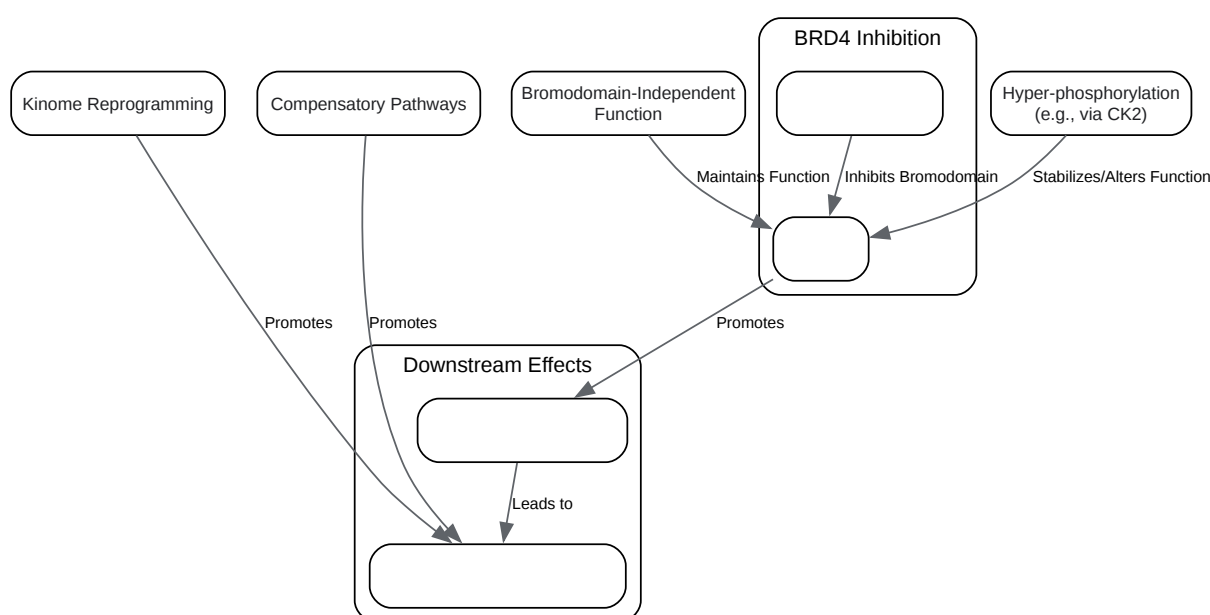 BRD4 Inhibition
Kinome Reprogramming
Compensatory Pathways
Bromodomain-Independent
Function
Hyper-phosphorylation
(e.g., via CK2)
Maintains Function
Inhibits Bromodomain
Stabilizes/Alters Function
Promotes
Promotes
Promotes
Downstream Effects
Leads to